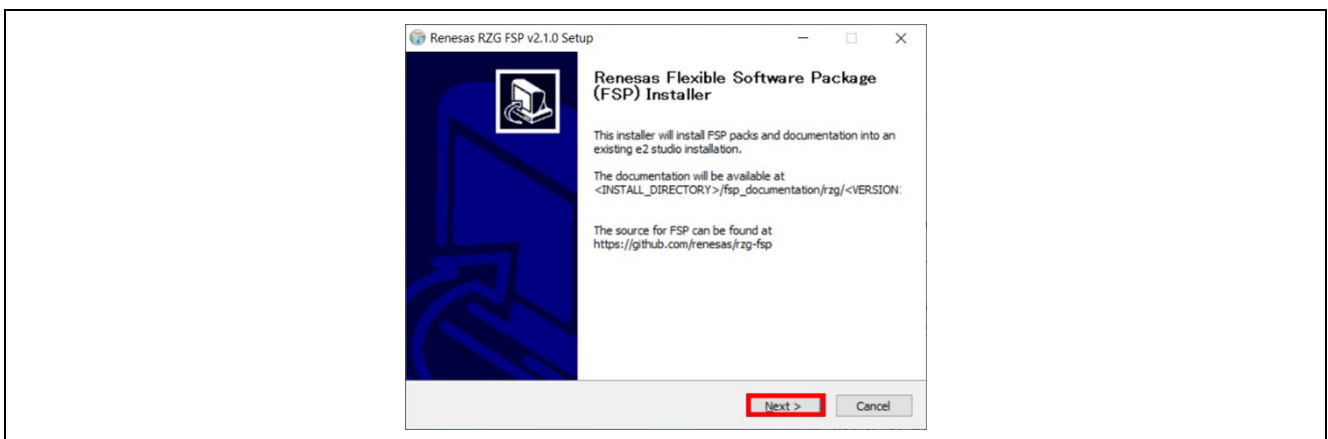 Renesas RZG FSP v2.1.0 Setup
Renesas Flexible Software Package
(FSP) Installer
This installer will install FSP packs and documentation into an
existing e2 studio installation.
The documentation will be available at
<INSTALL_DIRECTORY>/fsp_documentation/rzg/<VERSION:
The source for FSP can be found at
https://github.com/renesas/rzg-fsp
Next >
Cancel